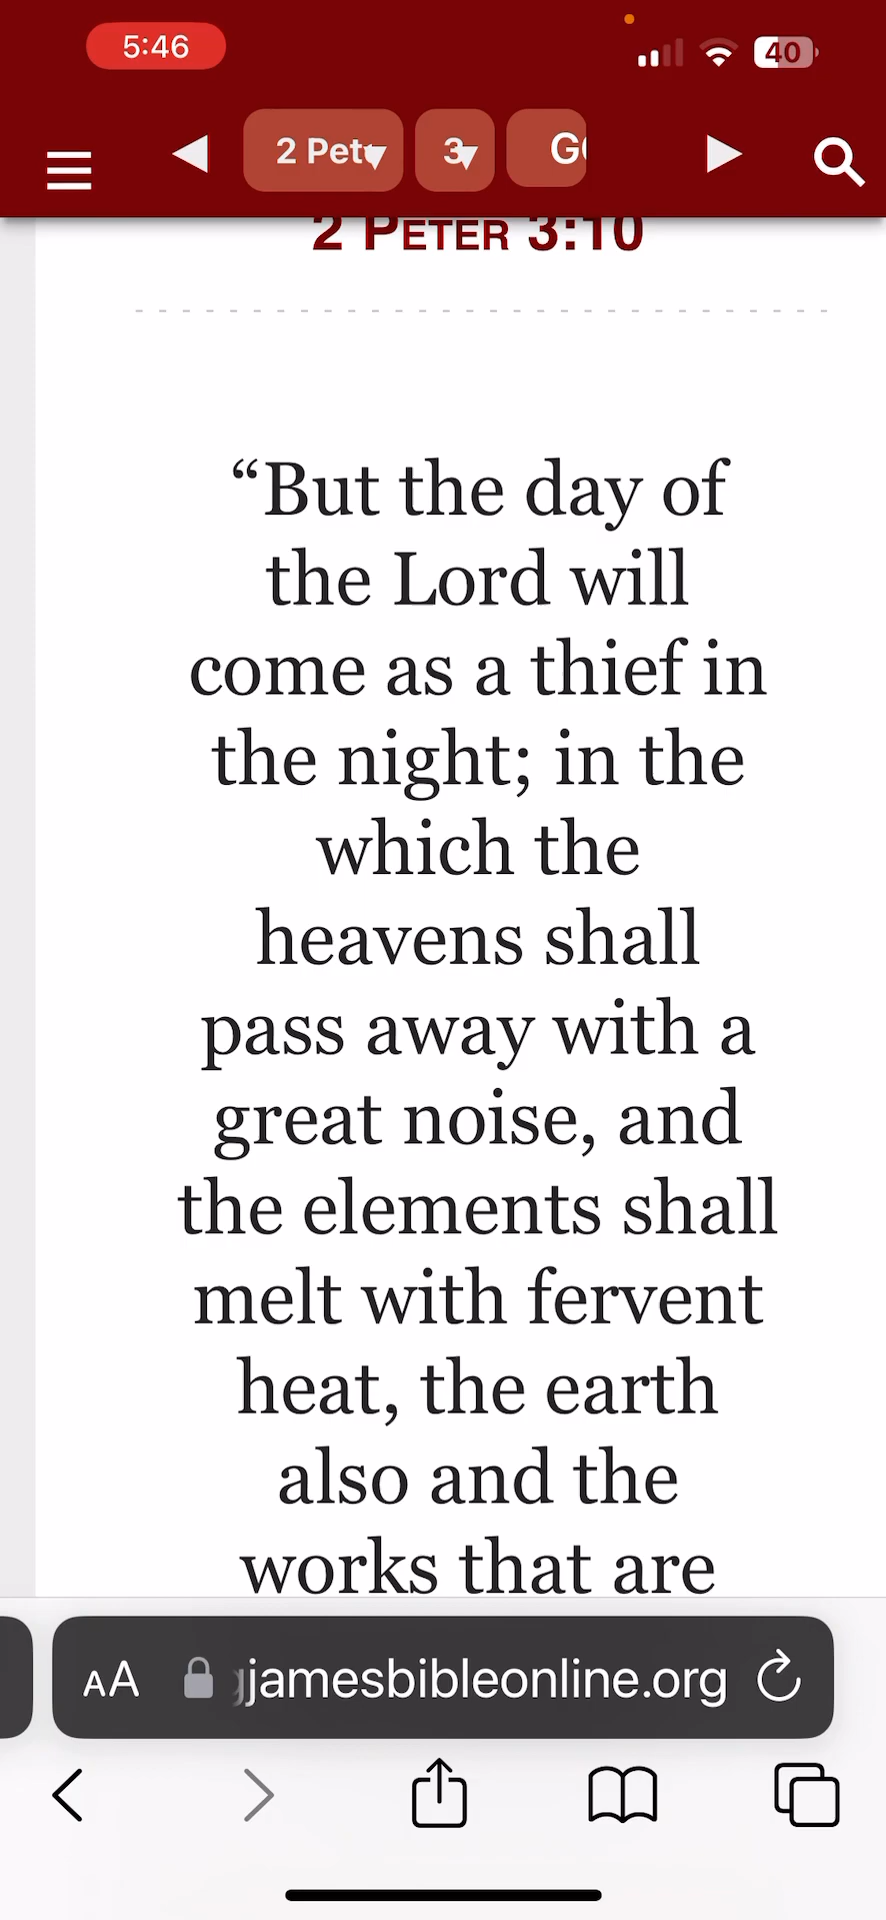 5:46
40
2 Pet
3
G
2 PETER 3:10
“But the day of
the Lord will
come as a thief in
the night; in the
which the
heavens shall
pass away with a
great noise, and
the elements shall
melt with fervent
heat, the earth
also and the
works that are
AA jamesbibleonline.org